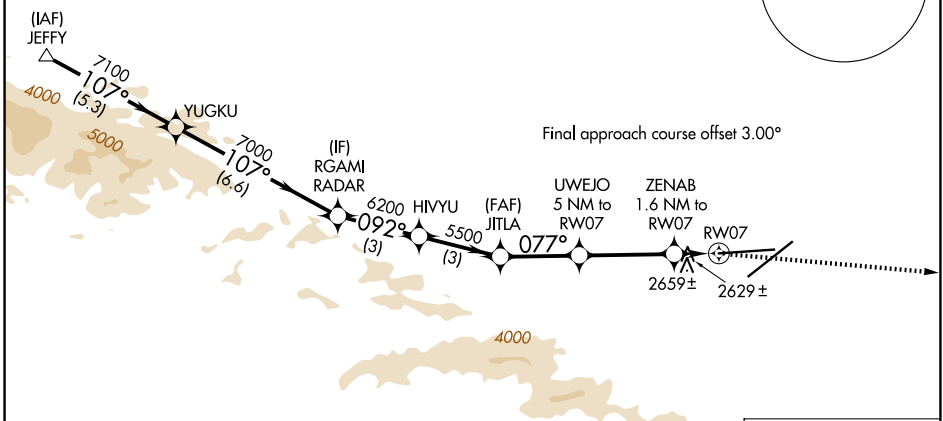 (IAF)
JEFFY
7100
107°
(5.3)
4000
5000
YUGKU
7000
107°
(6.6)
(IF)
RGAMI
RADAR
6200
092°
(3)
HIVYU
5500
(3)
(FAF)
JITLA
077°
Final approach course offset 3.00°
UWEJO
5 NM to
RW07
ZENAB
1.6 NM to
RW07
RW07
2659±
2629±
4000